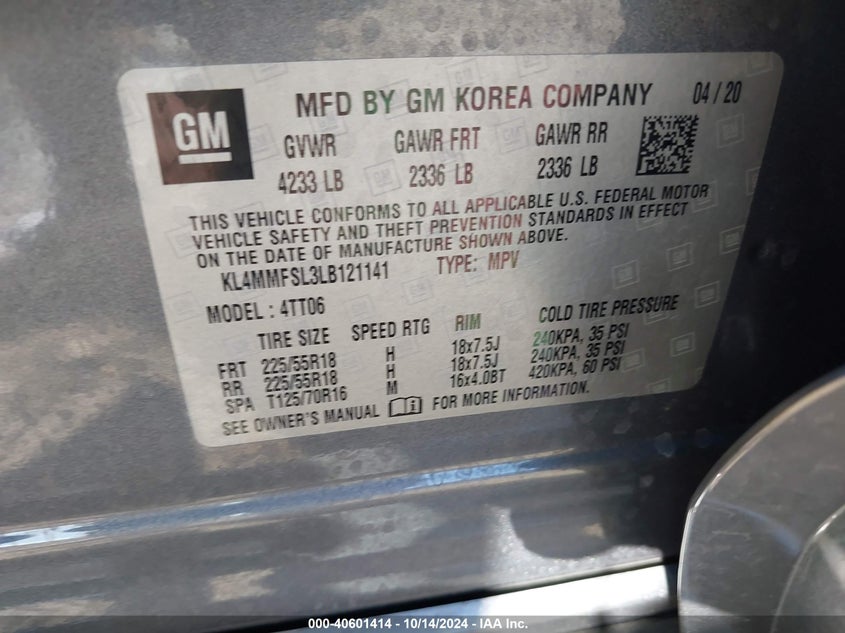 GM
MFD BY GM KOREA COMPANY 04 / 20
GVWR GAWR FRT GAWR RR
4233 LB 2336 LB 2336 LB
THIS VEHICLE CONFORMS TO ALL APPLICABLE U.S. FEDERAL MOTOR
VEHICLE SAFETY AND THEFT PREVENTION STANDARDS IN EFFECT
ON THE DATE OF MANUFACTURE SHOWN ABOVE.
KL4MMFSL3LB121141 TYPE: MPV
MODEL : 4TT06
TIRE SIZE SPEED RTG RIM COLD TIRE PRESSURE
FRT 225/55R18 H 18x7.5J 240KPA, 35 PSI
RR 225/55R18 H 18x7.5J 240KPA, 35 PSI
SPA T125/70R16 M 16x4.0BT 420KPA, 60 PSI
SEE OWNER'S MANUAL FOR MORE INFORMATION.
000-40601414 - 10/14/2024 - IAA Inc.